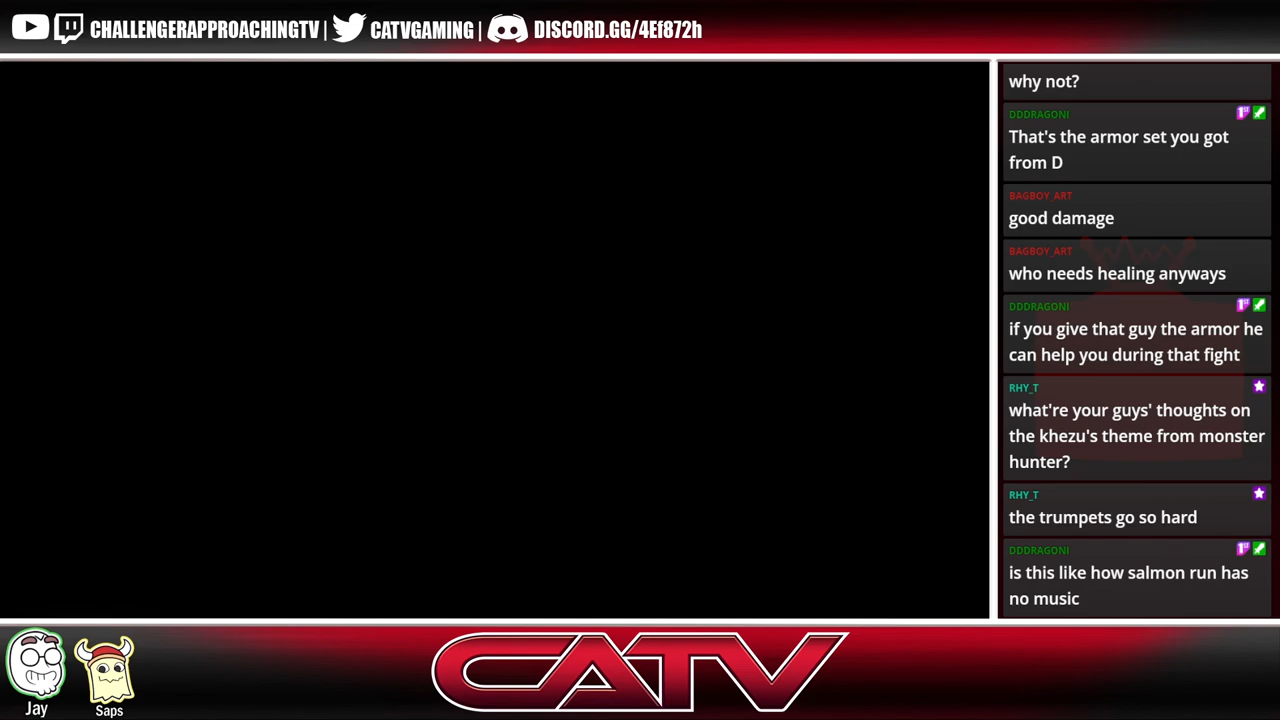 CHALLENGERAPPROACHINGTV | CATVGAMING | DISCORD.GG/4Ef872h
why not?
DDDRAGONI
That's the armor set you got
from D
BAGBOY_ART
good damage
BAGBOY_ART
who needs healing anyways
DDDRAGONI
if you give that guy the armor he
can help you during that fight
RHY_T
what're your guys' thoughts on
the khezu's theme from monster
hunter?
RHY_T
the trumpets go so hard
DDDRAGONI
is this like how salmon run has
no music
Jay
Saps
CATV